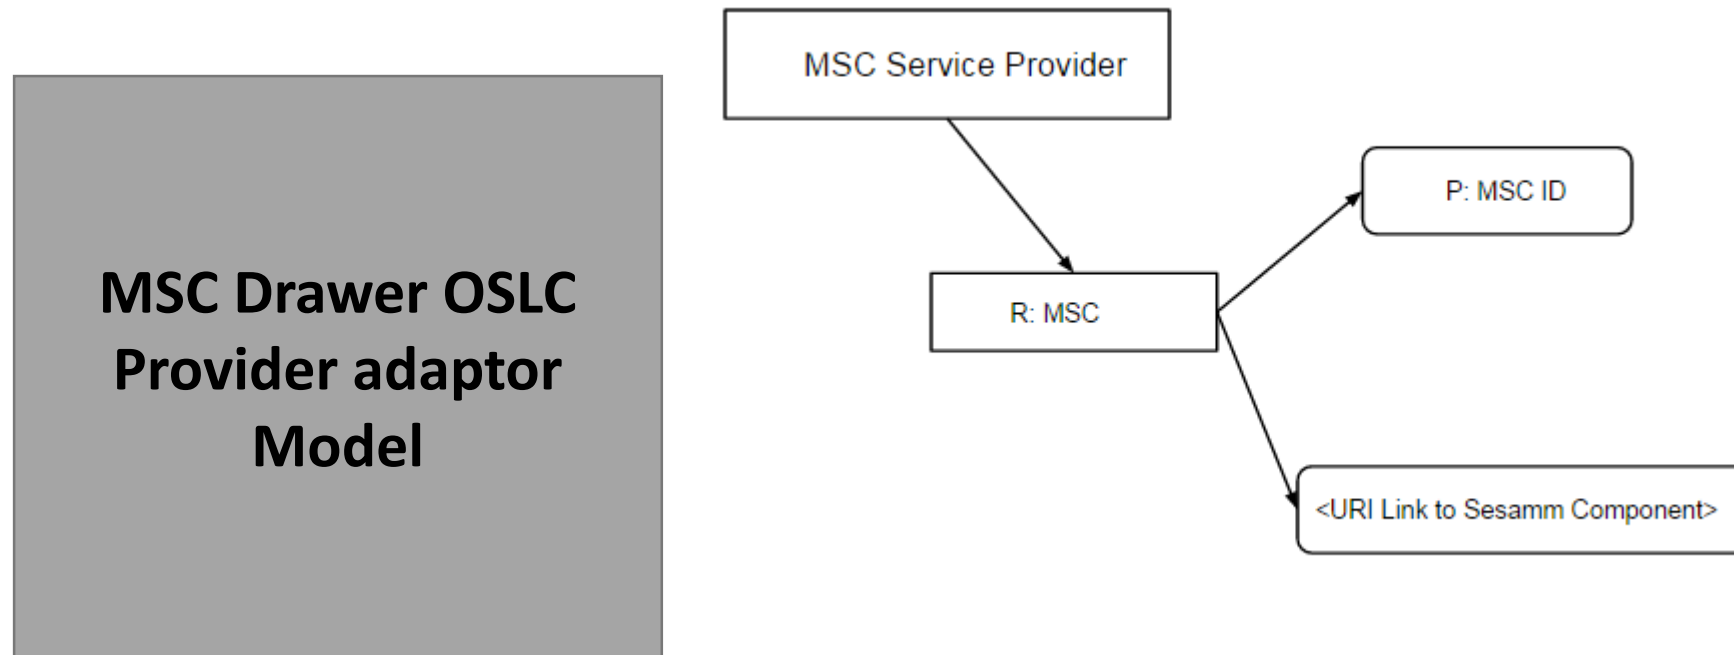 MSC Drawer OSLC
Provider adaptor
Model
MSC Service Provider
P: MSC ID
R: MSC
<URI Link to Sesamm Component>